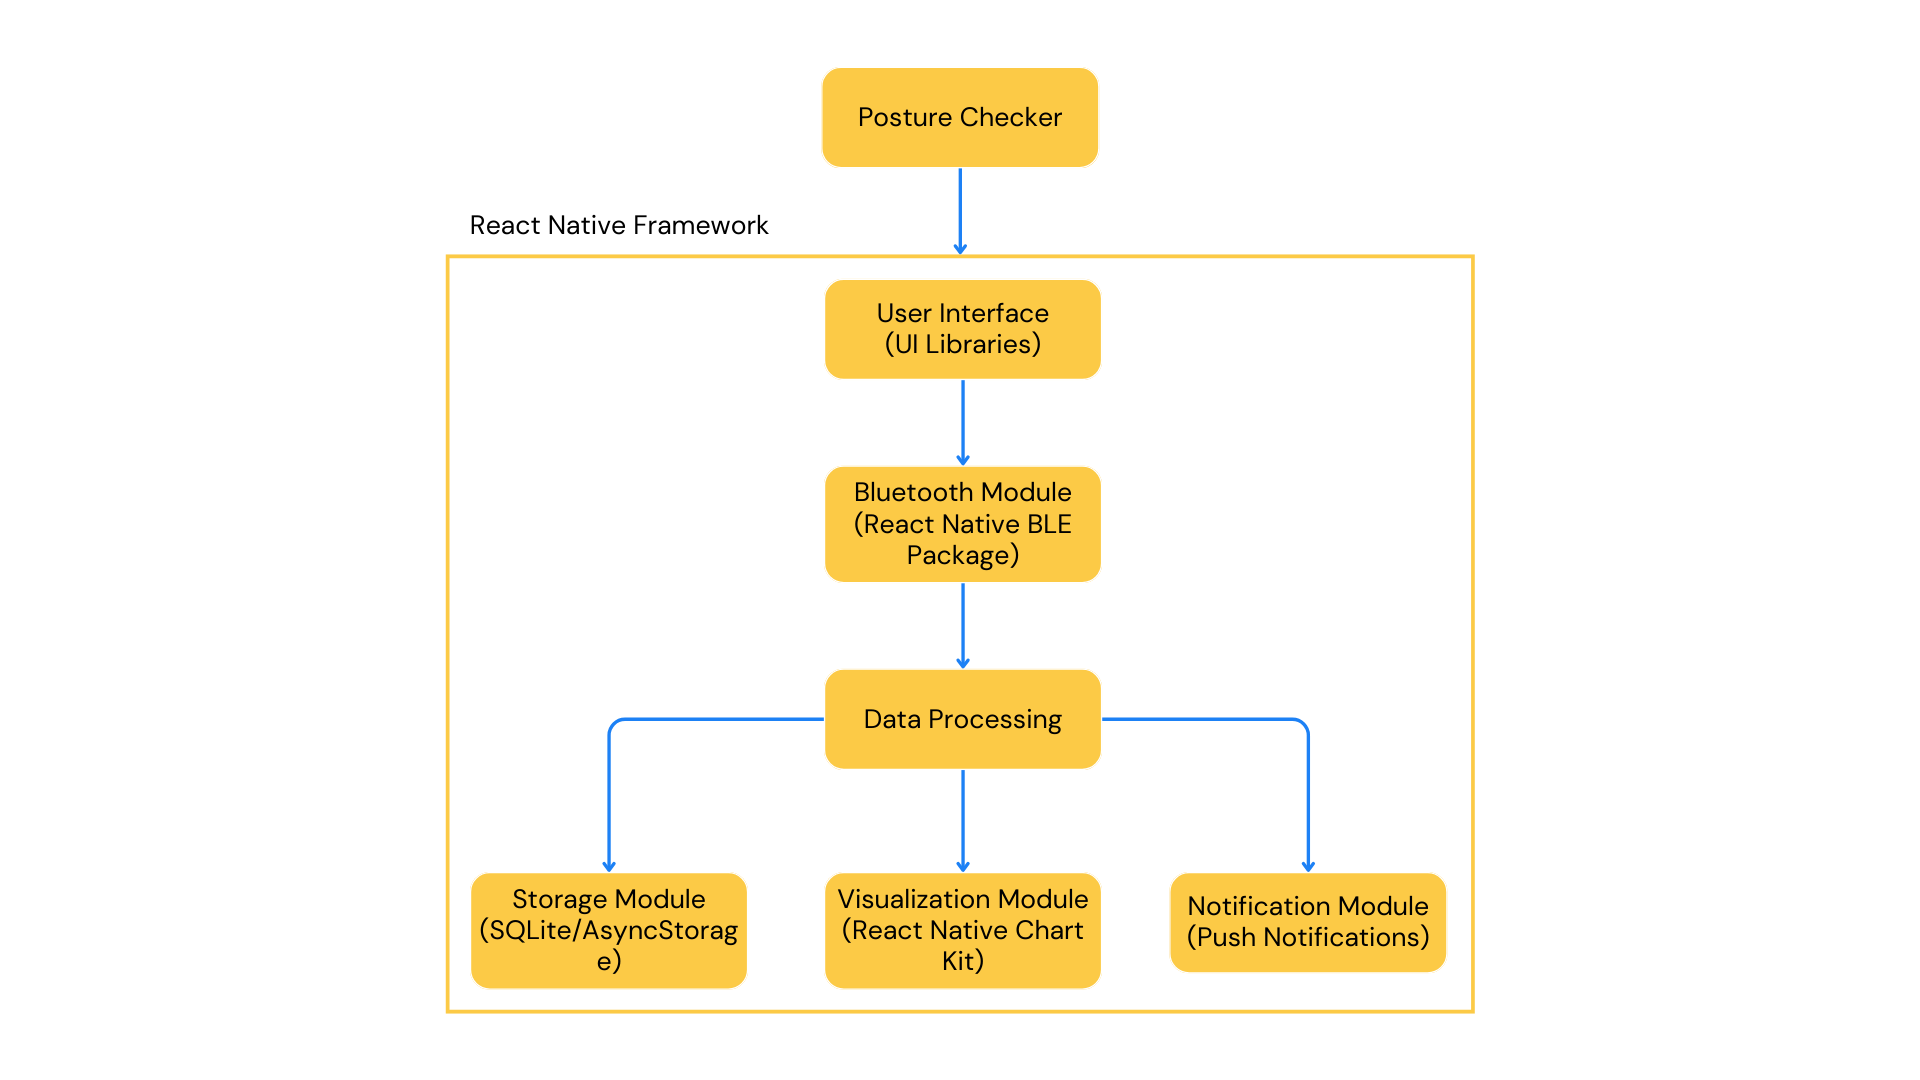 Posture Checker
React Native Framework
User Interface
(UI Libraries)
Bluetooth Module
(React Native BLE
Package)
Data Processing
Storage Module
(SQLite/AsyncStorag
e)
Visualization Module
(React Native Chart
Kit)
Notification Module
(Push Notifications)